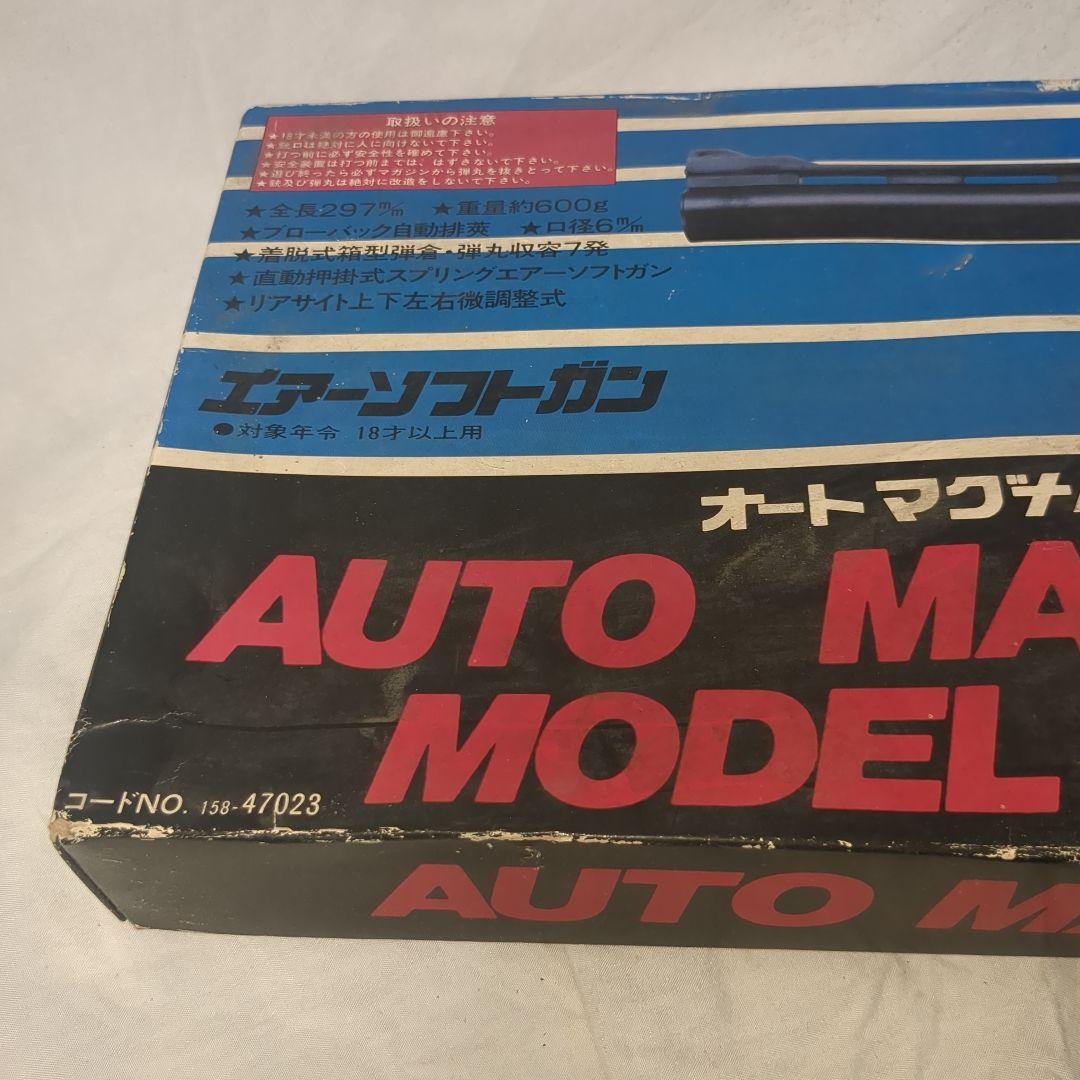 取扱いの注意
★18才未満の方の使用は御遠慮下さい。
★銃口は絶対に人に向けないで下さい。
★打つ前に必ず安全性を確めて下さい。
★安全装置は打つ前までは、はずさないで下さい。
★遊び終ったら必ずマガジンから弾丸を抜きとって下さい。
★銃及び弾丸は絶対に改造をしないで下さい。
★全長297m/m ★重量約600g
★ブローバック自動排莢 ★口径6m/m
★着脱式箱型弾倉・弾丸収容7発
★直動押掛式スプリングエアーソフトガン
★リアサイト上下左右微調整式
エアーソフトガン
●対象年令 18才以上用
オートマグナ
AUTO MA
MODEL
コードNO. 158-47023
AUTO MA